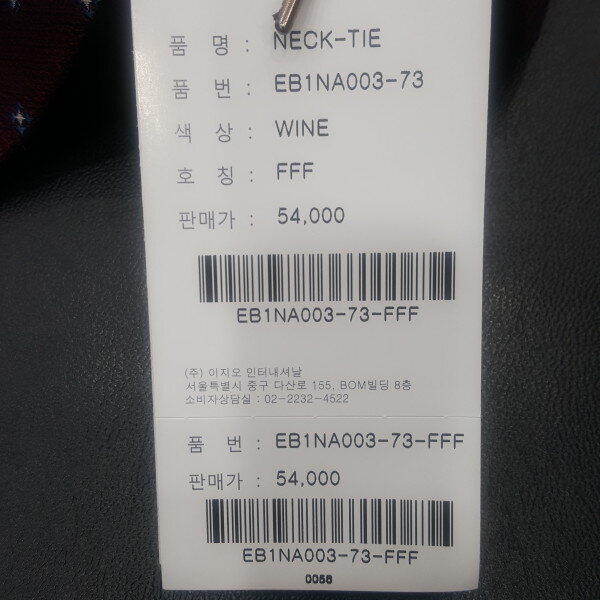 품 명 : NECK-TIE
품 번 : EB1NA003-73
색 상 : WINE
호 칭 : FFF
판매가 : 54,000
EB1NA003-73-FFF
(주) 이지오 인터내셔날
서울특별시 중구 다산로 155, BOM빌딩 8층
소비자상담실 : 02-2232-4522
품 번 : EB1NA003-73-FFF
판매가 : 54,000
EB1NA003-73-FFF
0056